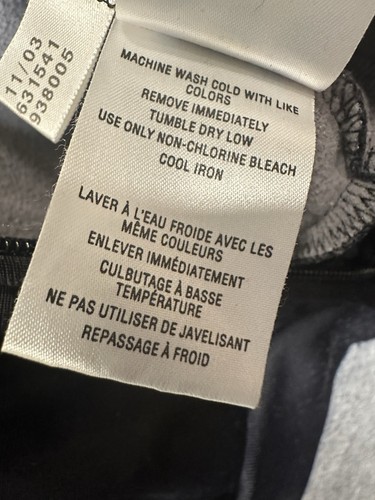 11/03
631541
938005
MACHINE WASH COLD WITH LIKE
COLORS
REMOVE IMMEDIATELY
TUMBLE DRY LOW
USE ONLY NON-CHLORINE BLEACH
COOL IRON
LAVER À L'EAU FROIDE AVEC LES
MÊME COULEURS
ENLEVER IMMÉDIATEMENT
CULBUTAGE À BASSE
TEMPÉRATURE
NE PAS UTILISER DE JAVELISANT
REPASSAGE À FROID